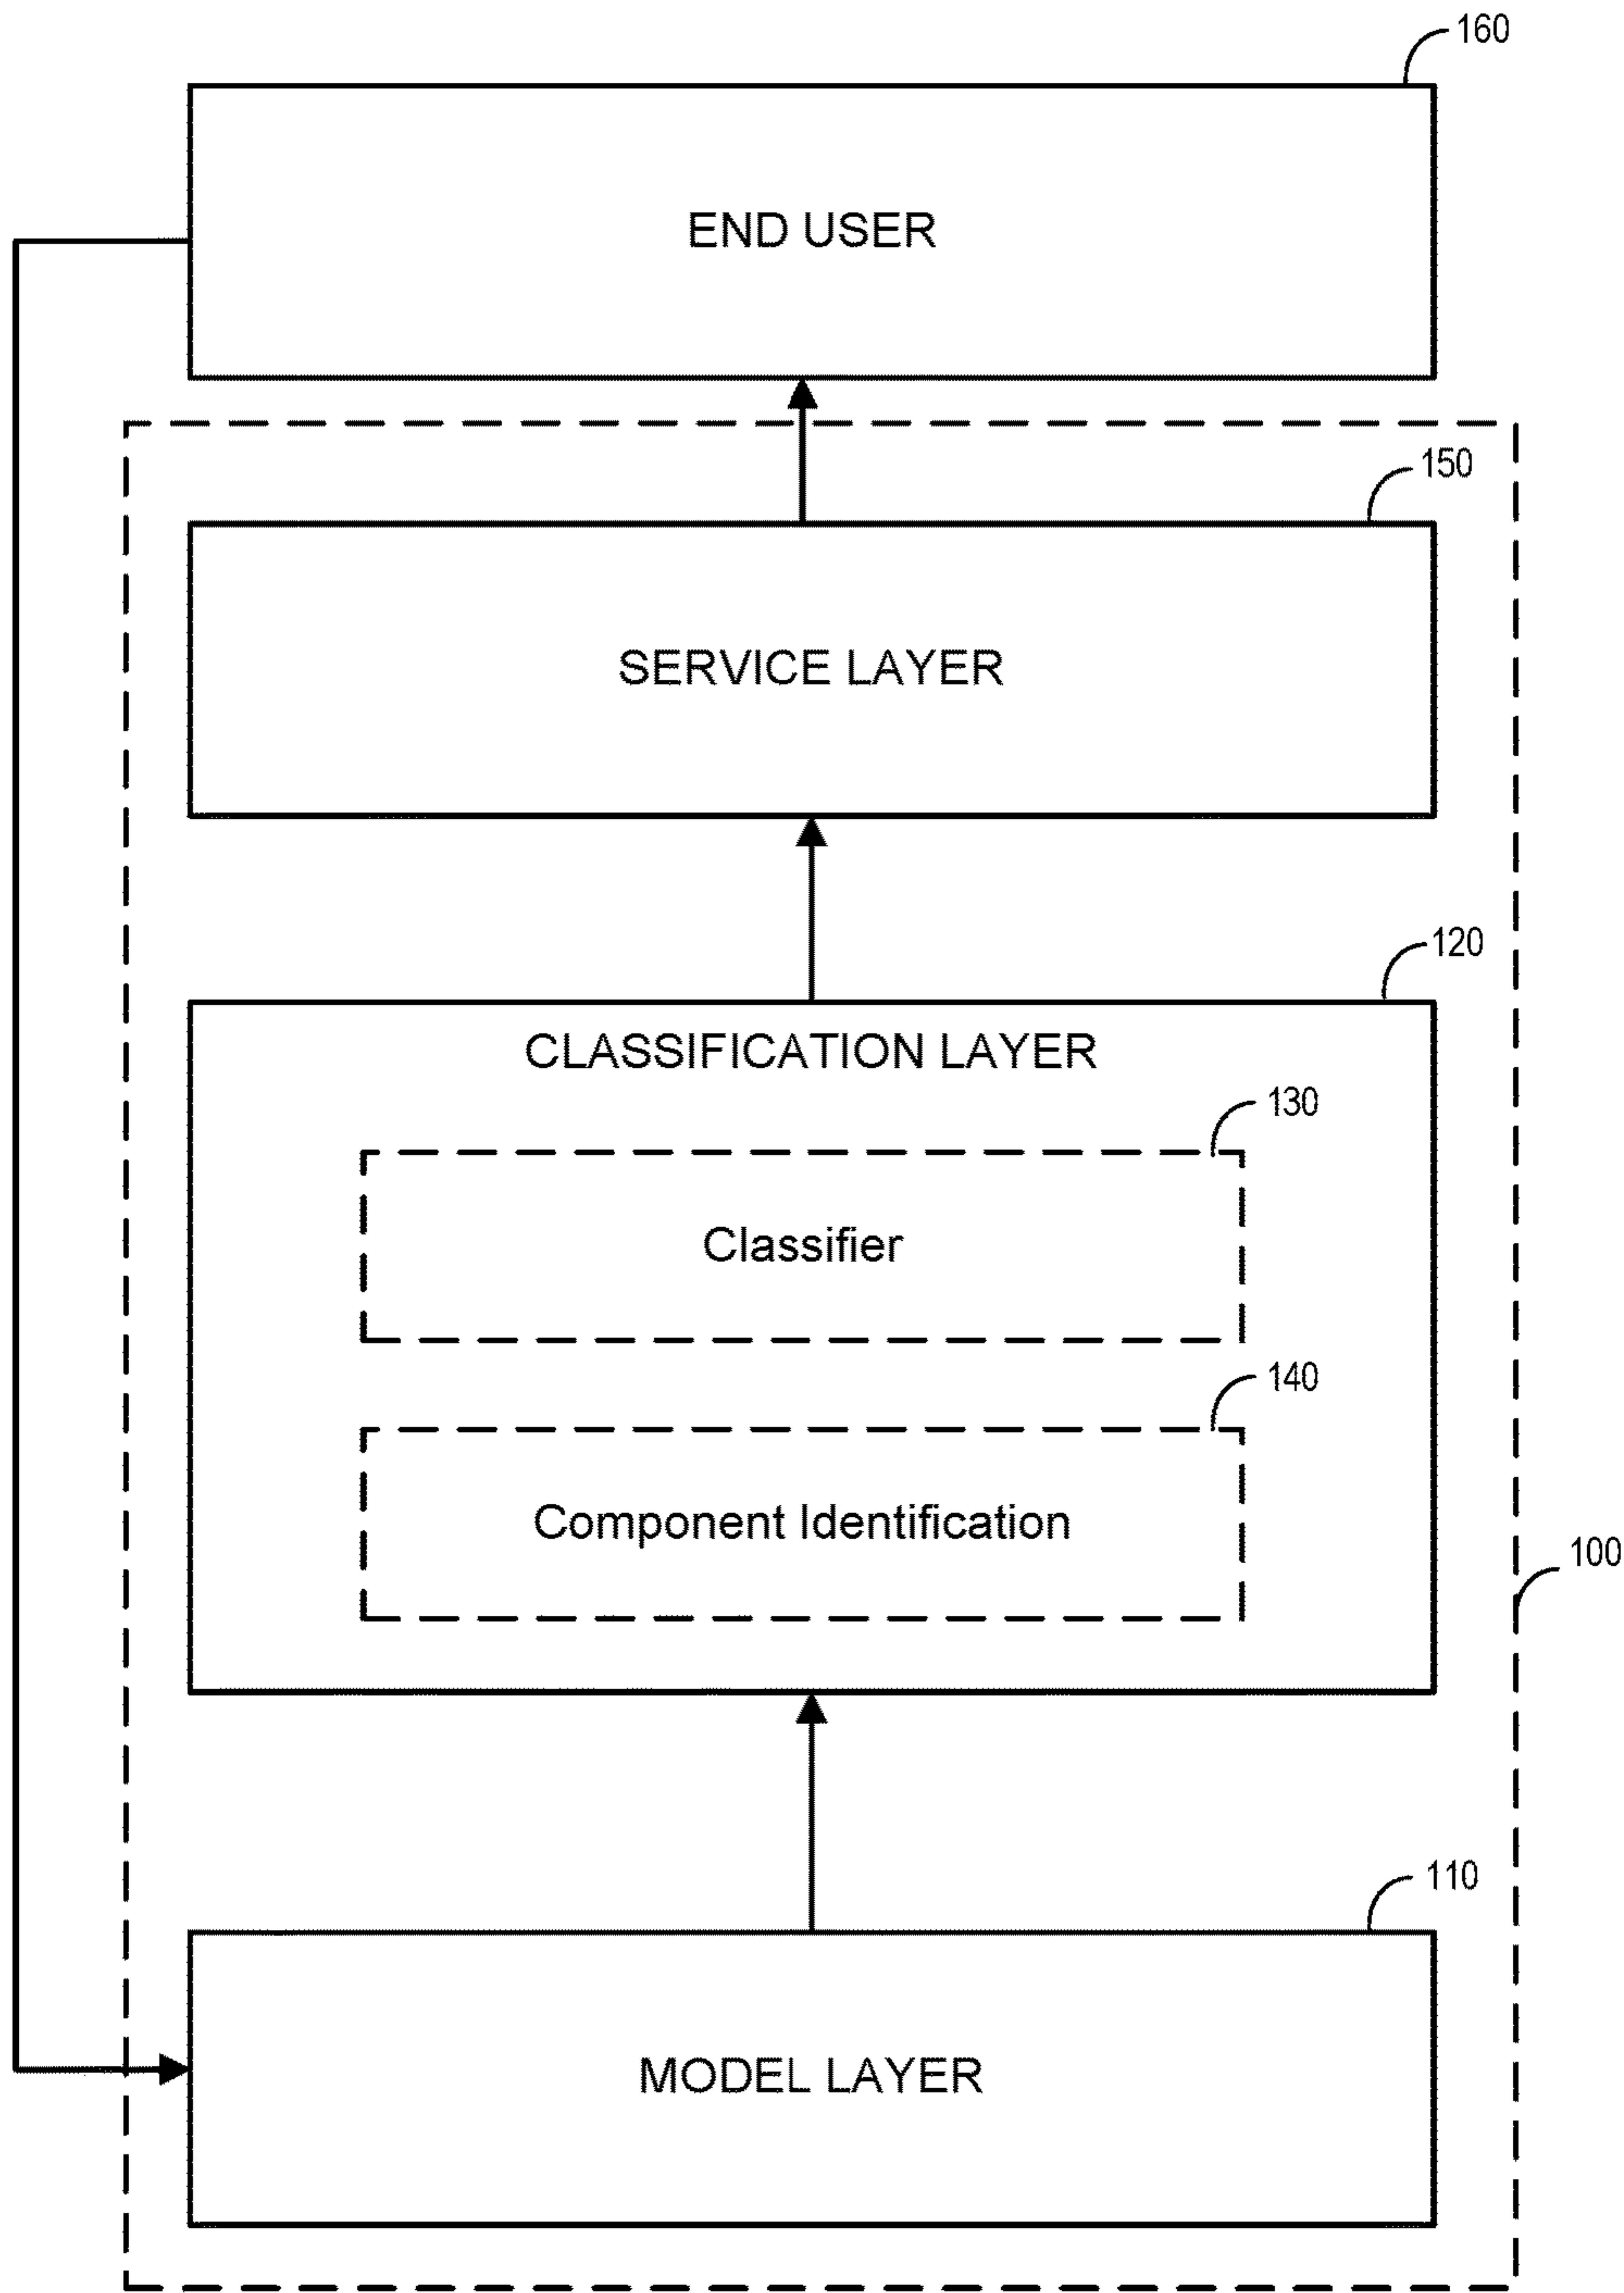 160
END USER
150
SERVICE LAYER
120
CLASSIFICATION LAYER
130
Classifier
140
Component Identification
100
110
MODEL LAYER